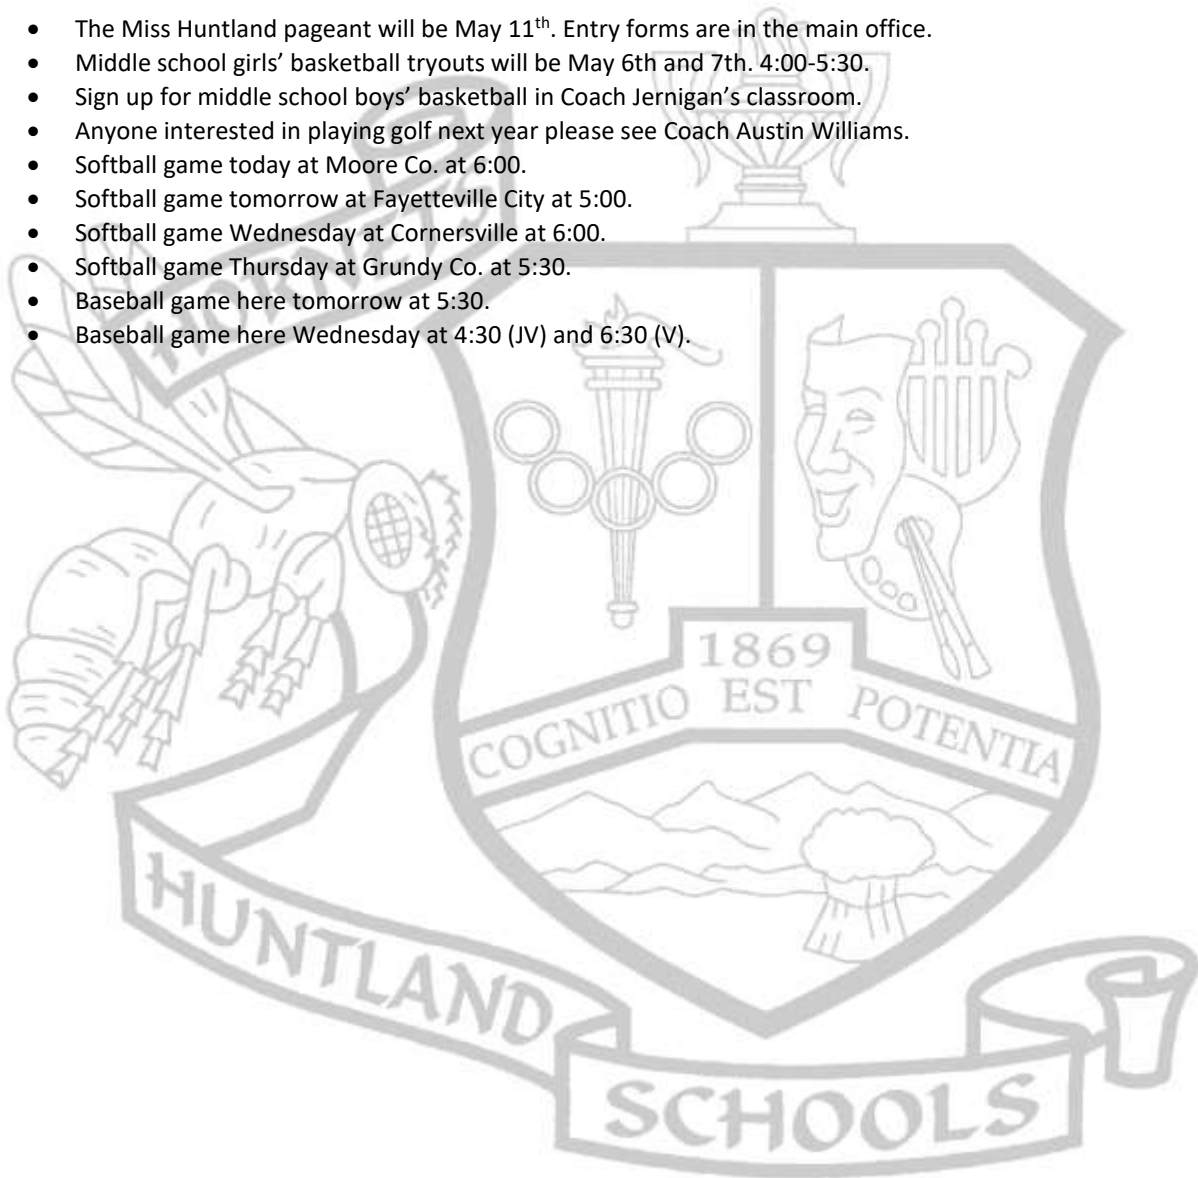 • The Miss Huntland pageant will be May 11th. Entry forms are in the main office.
• Middle school girls’ basketball tryouts will be May 6th and 7th. 4:00-5:30.
• Sign up for middle school boys’ basketball in Coach Jernigan’s classroom.
• Anyone interested in playing golf next year please see Coach Austin Williams.
• Softball game today at Moore Co. at 6:00.
• Softball game tomorrow at Fayetteville City at 5:00.
• Softball game Wednesday at Cornersville at 6:00.
• Softball game Thursday at Grundy Co. at 5:30.
• Baseball game here tomorrow at 5:30.
• Baseball game here Wednesday at 4:30 (JV) and 6:30 (V).
HORNETS
1869
COGNITIO EST POTENTIA
HUNTLAND
SCHOOLS